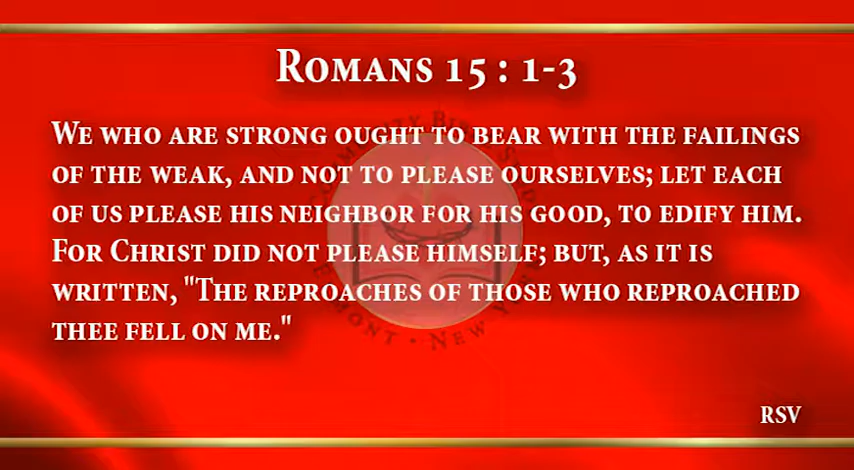 Romans 15 : 1-3
We who are strong ought to bear with the failings
of the weak, and not to please ourselves; let each
of us please his neighbor for his good, to edify him.
For Christ did not please himself; but, as it is
written, "The reproaches of those who reproached
thee fell on me."
RSV